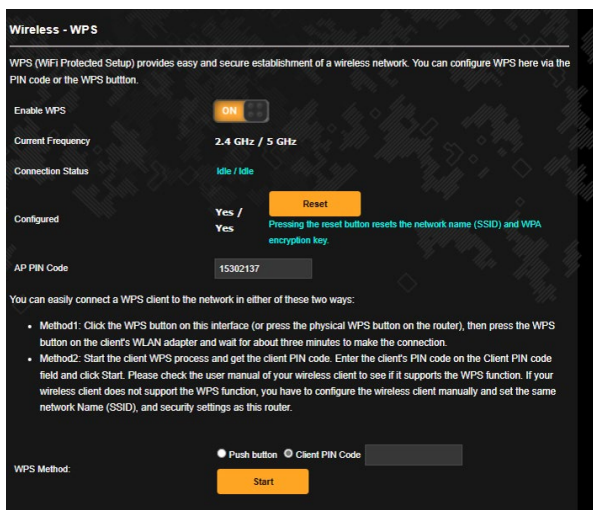 Wireless - WPS
WPS (WiFi Protected Setup) provides easy and secure establishment of a wireless network. You can configure WPS here via the
PIN code or the WPS buttton.
Enable WPS
ON
Current Frequency
2.4 GHz / 5 GHz
Connection Status
Idle / Idle
Configured
Yes /
Yes
Reset
Pressing the reset button resets the network name (SSID) and WPA
encryption key.
AP PIN Code
15302137
You can easily connect a WPS client to the network in either of these two ways:
• Method1: Click the WPS button on this interface (or press the physical WPS button on the router), then press the WPS
button on the client's WLAN adapter and wait for about three minutes to make the connection.
• Method2: Start the client WPS process and get the client PIN code. Enter the client's PIN code on the Client PIN code
field and click Start. Please check the user manual of your wireless client to see if it supports the WPS function. If your
wireless client does not support the WPS function, you have to configure the wireless client manually and set the same
network Name (SSID), and security settings as this router.
WPS Method:
Push button Client PIN Code
Start